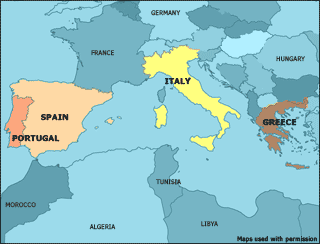 GERMANY
FRANCE
HUNGARY
ITALY
SPAIN
PORTUGAL
GREECE
TUNISIA
MOROCCO
ALGERIA
LIBYA
Maps used with permission